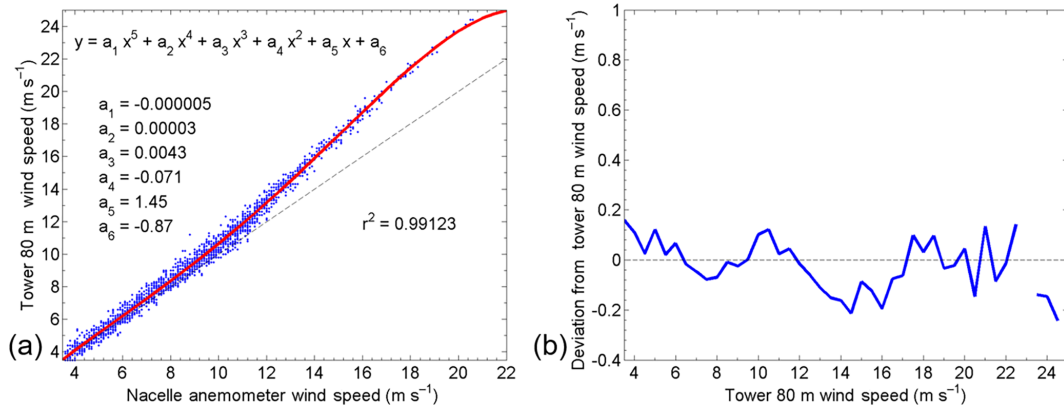 (a)
y = a₁ x⁵ + a₂ x⁴ + a₃ x³ + a₄ x² + a₅ x + a₆
a₁ = -0.000005
a₂ = 0.00003
a₃ = 0.0043
a₄ = -0.071
a₅ = 1.45
a₆ = -0.87
r² = 0.99123
Tower 80 m wind speed (m s⁻¹)
24
22
20
18
16
14
12
10
8
6
4
4 6 8 10 12 14 16 18 20 22
Nacelle anemometer wind speed (m s⁻¹)
(b)
Deviation from tower 80 m wind speed (m s⁻¹)
1
0.8
0.6
0.4
0.2
0
-0.2
-0.4
4 6 8 10 12 14 16 18 20 22 24
Tower 80 m wind speed (m s⁻¹)